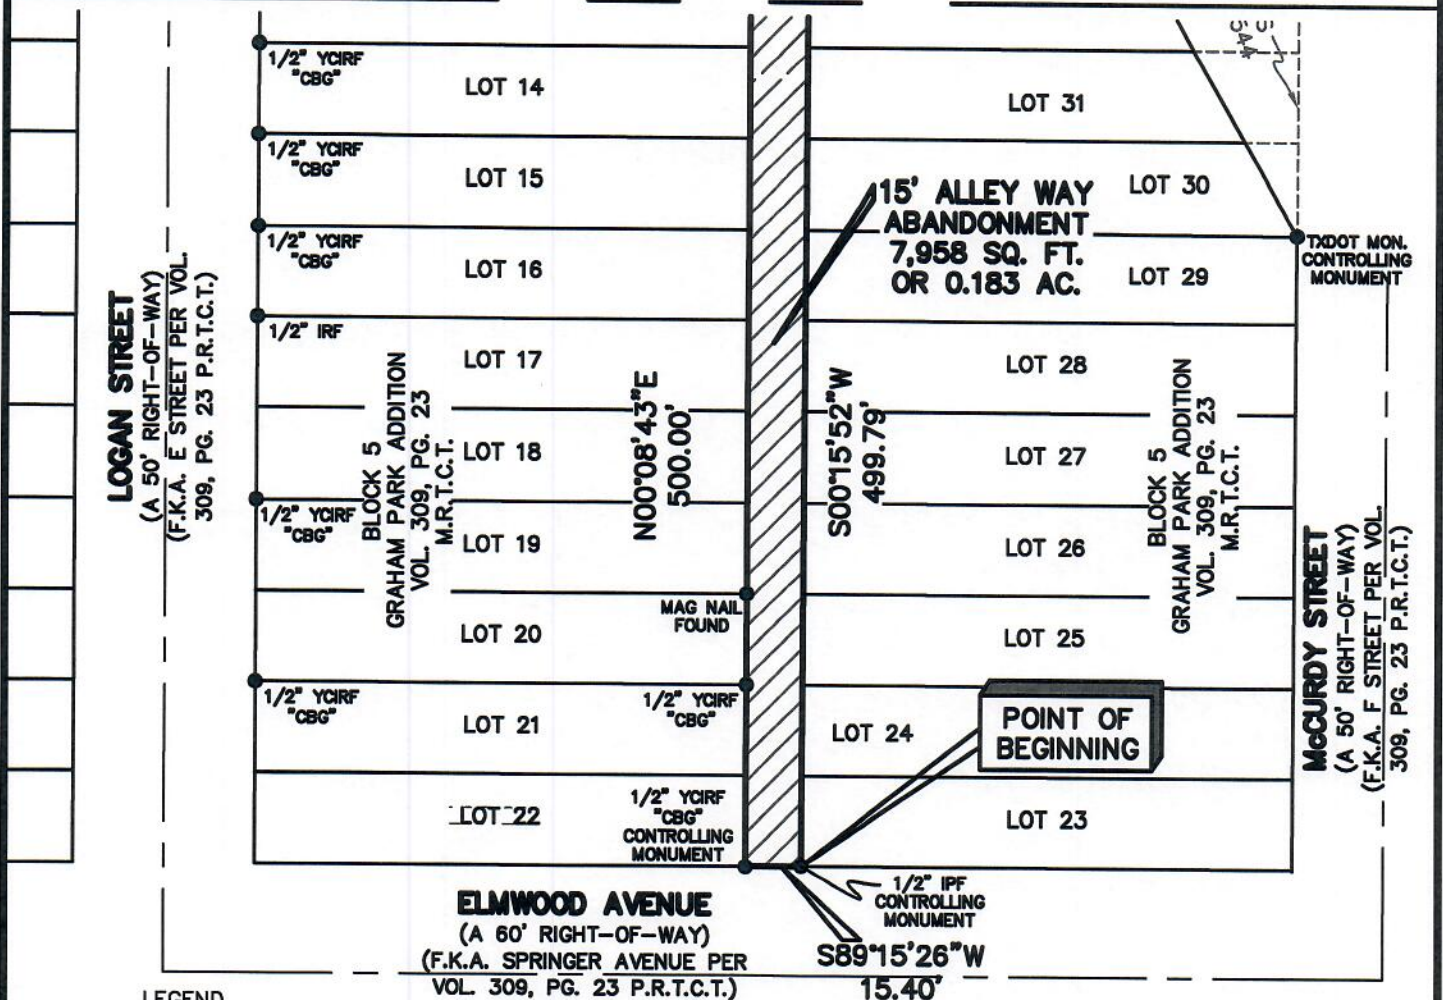 1/2" YCIRF
"CBG"
LOT 14
1/2" YCIRF
"CBG"
LOT 15
1/2" YCIRF
"CBG"
LOT 16
1/2" IRF
LOT 17
LOT 18
1/2" YCIRF
"CBG"
LOT 19
LOT 20
1/2" YCIRF
"CBG"
LOT 21
LOT 22
LOGAN STREET
(A 50' RIGHT-OF-WAY)
(F.K.A. E STREET PER VOL.
309, PG. 23 P.R.T.C.T.)
BLOCK 5
GRAHAM PARK ADDITION
VOL. 309, PG. 23
M.R.T.C.T.
N00°08'43"E
500.00'
MAG NAIL
FOUND
1/2" YCIRF
"CBG"
1/2" YCIRF
"CBG"
CONTROLLING
MONUMENT
15' ALLEY WAY
ABANDONMENT
7,958 SQ. FT.
OR 0.183 AC.
S00°15'52"W
499.79'
544
LOT 31
LOT 30
LOT 29
LOT 28
LOT 27
LOT 26
LOT 25
LOT 24
LOT 23
TXDOT MON.
CONTROLLING
MONUMENT
BLOCK 5
GRAHAM PARK ADDITION
VOL. 309, PG. 23
M.R.T.C.T.
McCURDY STREET
(A 50' RIGHT-OF-WAY)
(F.K.A. F STREET PER VOL.
309, PG. 23 P.R.T.C.T.)
POINT OF
BEGINNING
1/2" IPF
CONTROLLING
MONUMENT
S89°15'26"W
15.40'
ELMWOOD AVENUE
(A 60' RIGHT-OF-WAY)
(F.K.A. SPRINGER AVENUE PER
VOL. 309, PG. 23 P.R.T.C.T.)
LEGEND